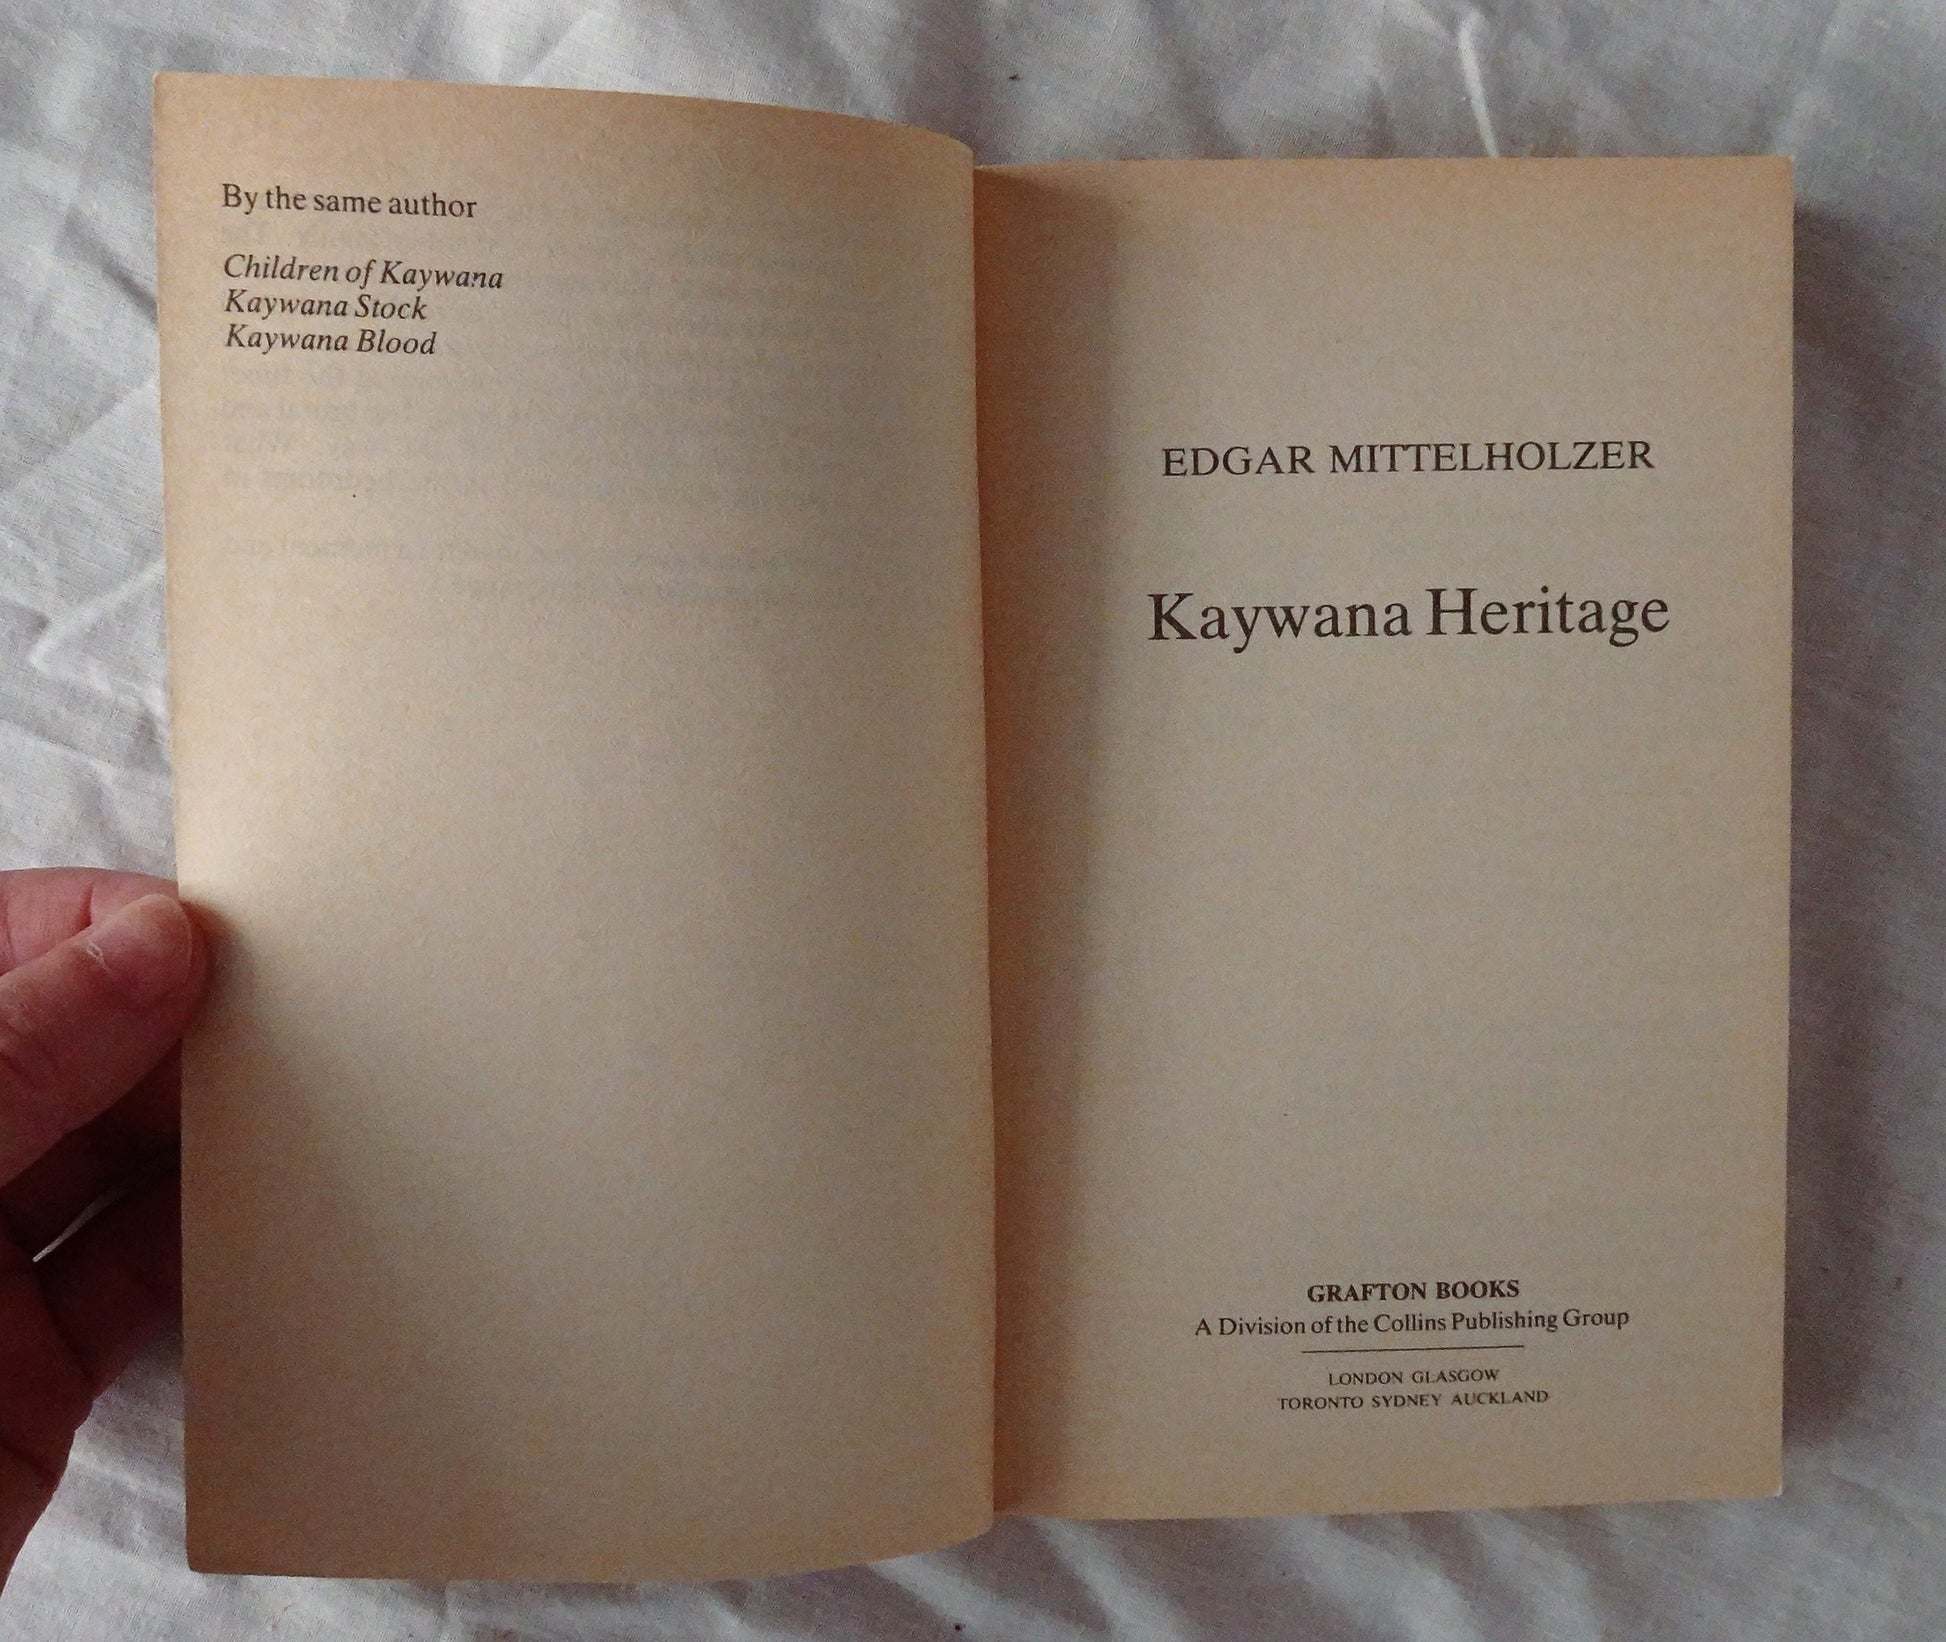 By the same author
Children of Kaywana
Kaywana Stock
Kaywana Blood
EDGAR MITTELHOLZER
Kaywana Heritage
GRAFTON BOOKS
A Division of the Collins Publishing Group
LONDON GLASGOW
TORONTO SYDNEY AUCKLAND